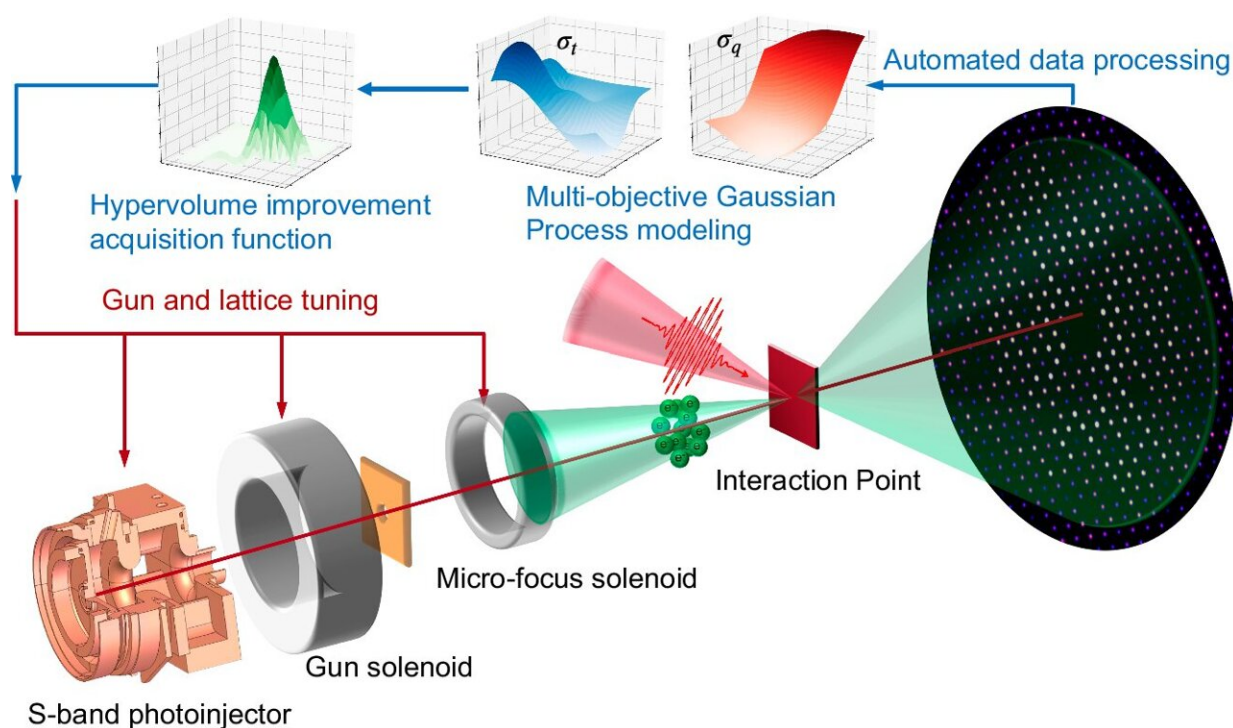 σt
σq
Automated data processing
Hypervolume improvement
acquisition function
Multi-objective Gaussian
Process modeling
Gun and lattice tuning
Interaction Point
Micro-focus solenoid
Gun solenoid
S-band photoinjector